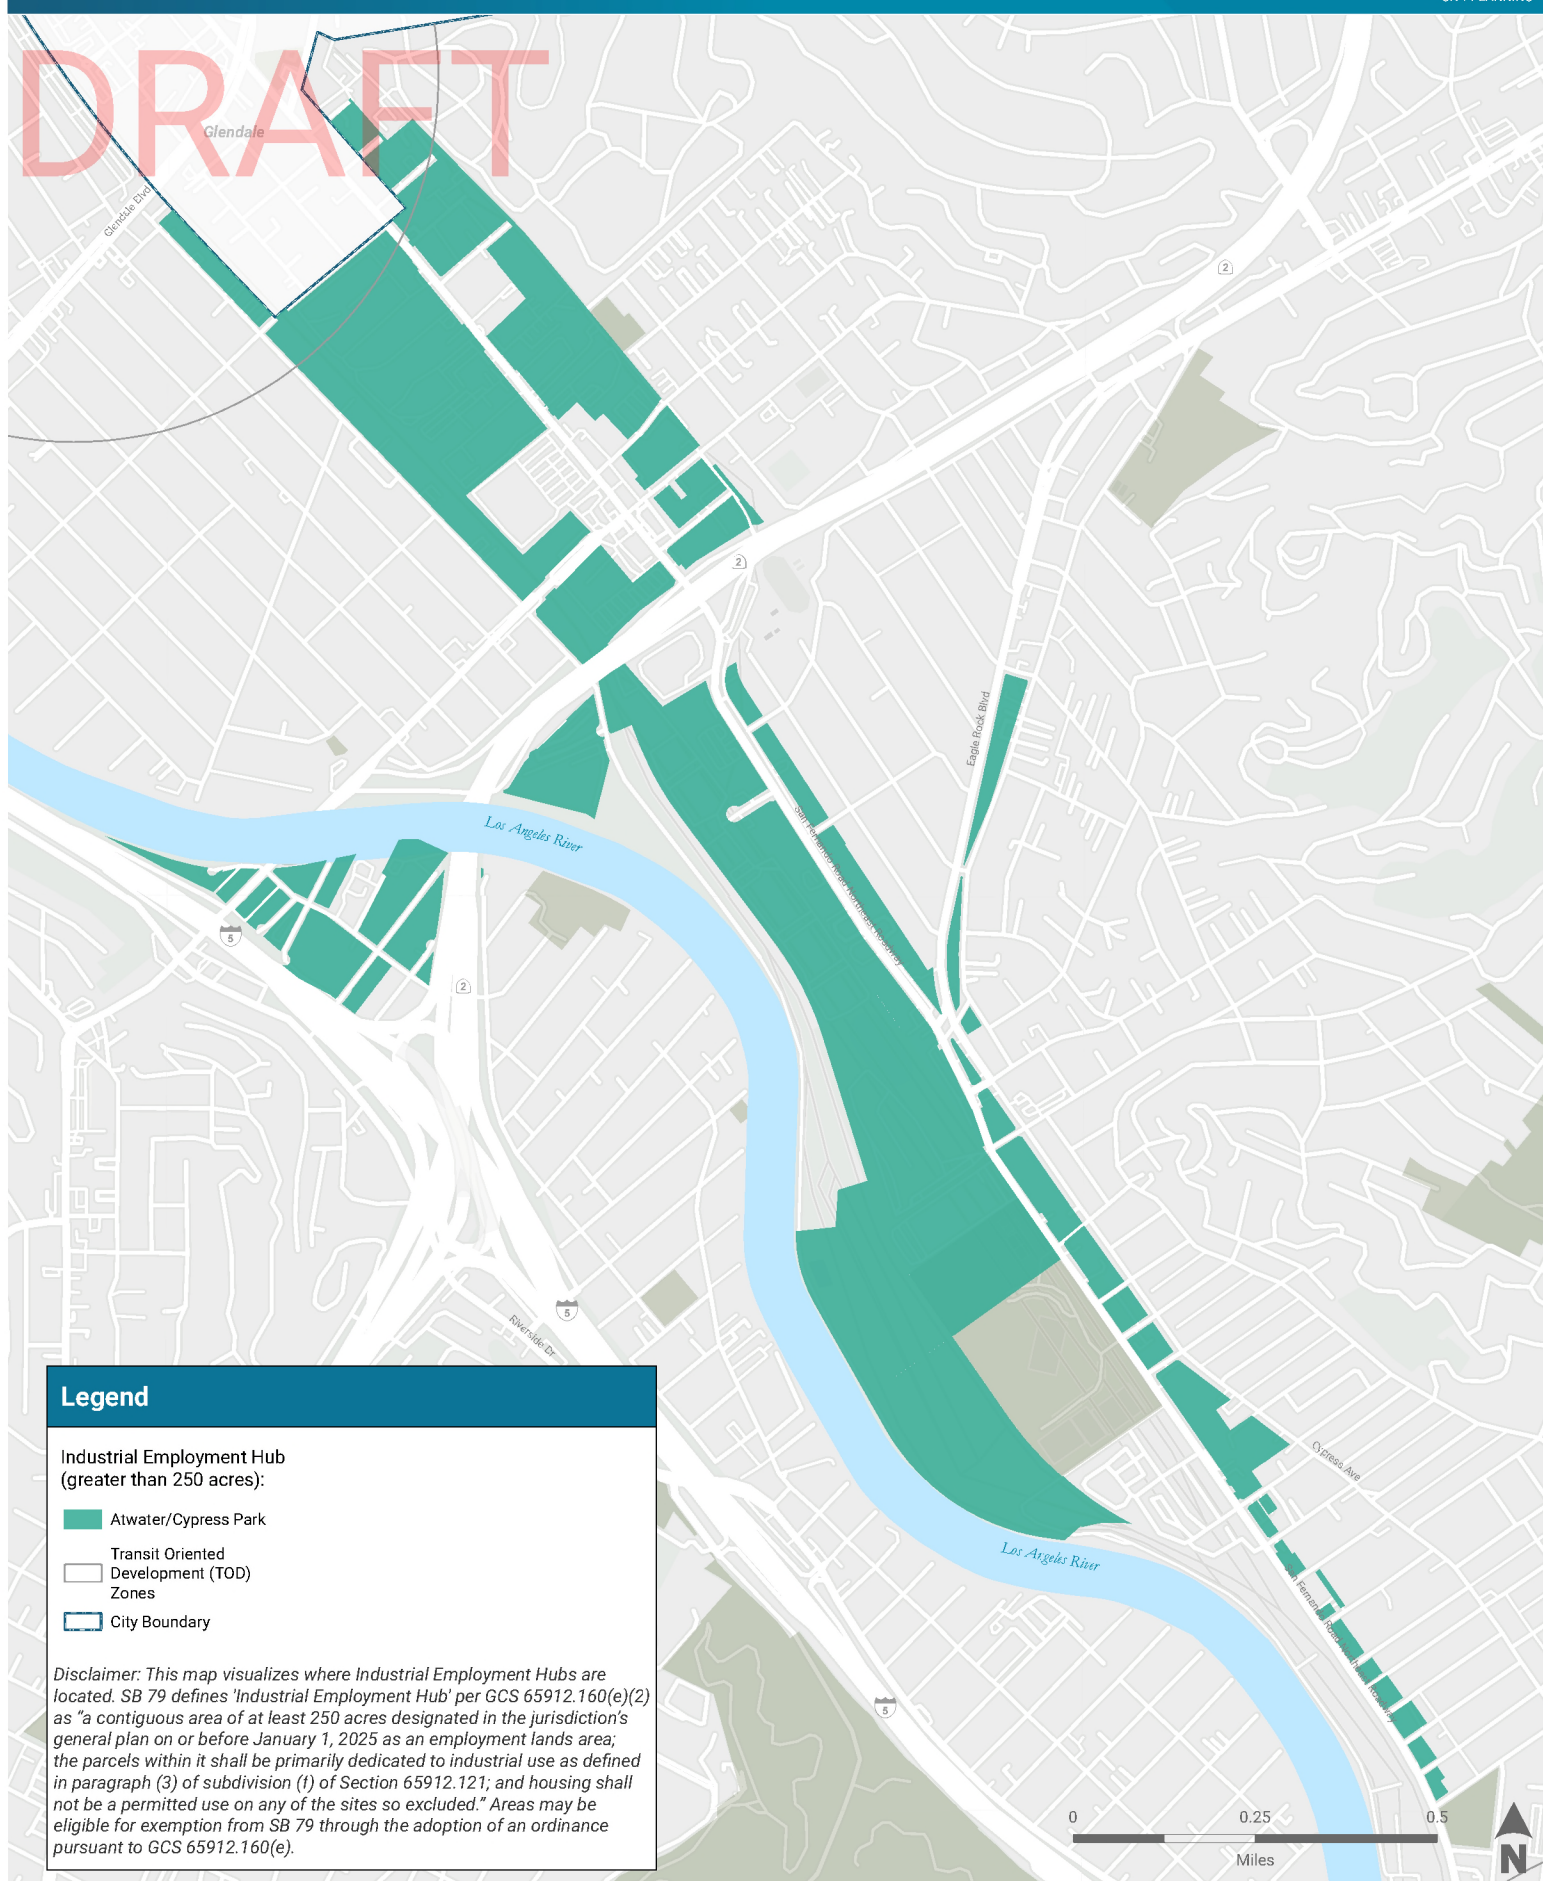 DRAFT
Glendale
Glendale Blvd
2
2
Eagle Rock Blvd
Los Angeles River
San Fernando Road Northeast Roadway
5
2
5
Riverside Dr
Legend
Industrial Employment Hub
(greater than 250 acres):
Atwater/Cypress Park
Transit Oriented
Development (TOD)
Zones
City Boundary
Disclaimer: This map visualizes where Industrial Employment Hubs are
located. SB 79 defines 'Industrial Employment Hub' per GCS 65912.160(e)(2)
as “a contiguous area of at least 250 acres designated in the jurisdiction’s
general plan on or before January 1, 2025 as an employment lands area;
the parcels within it shall be primarily dedicated to industrial use as defined
in paragraph (3) of subdivision (f) of Section 65912.121; and housing shall
not be a permitted use on any of the sites so excluded.” Areas may be
eligible for exemption from SB 79 through the adoption of an ordinance
pursuant to GCS 65912.160(e).
Cypress Ave
Los Angeles River
San Fernando Road Northeast Roadway
5
0 0.25 0.5
Miles
N